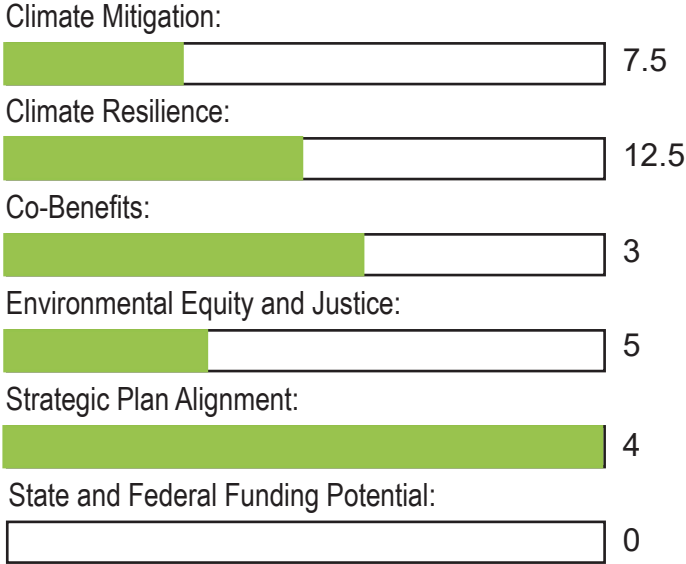 Climate Mitigation:
7.5
Climate Resilience:
12.5
Co-Benefits:
3
Environmental Equity and Justice:
5
Strategic Plan Alignment:
4
State and Federal Funding Potential:
0